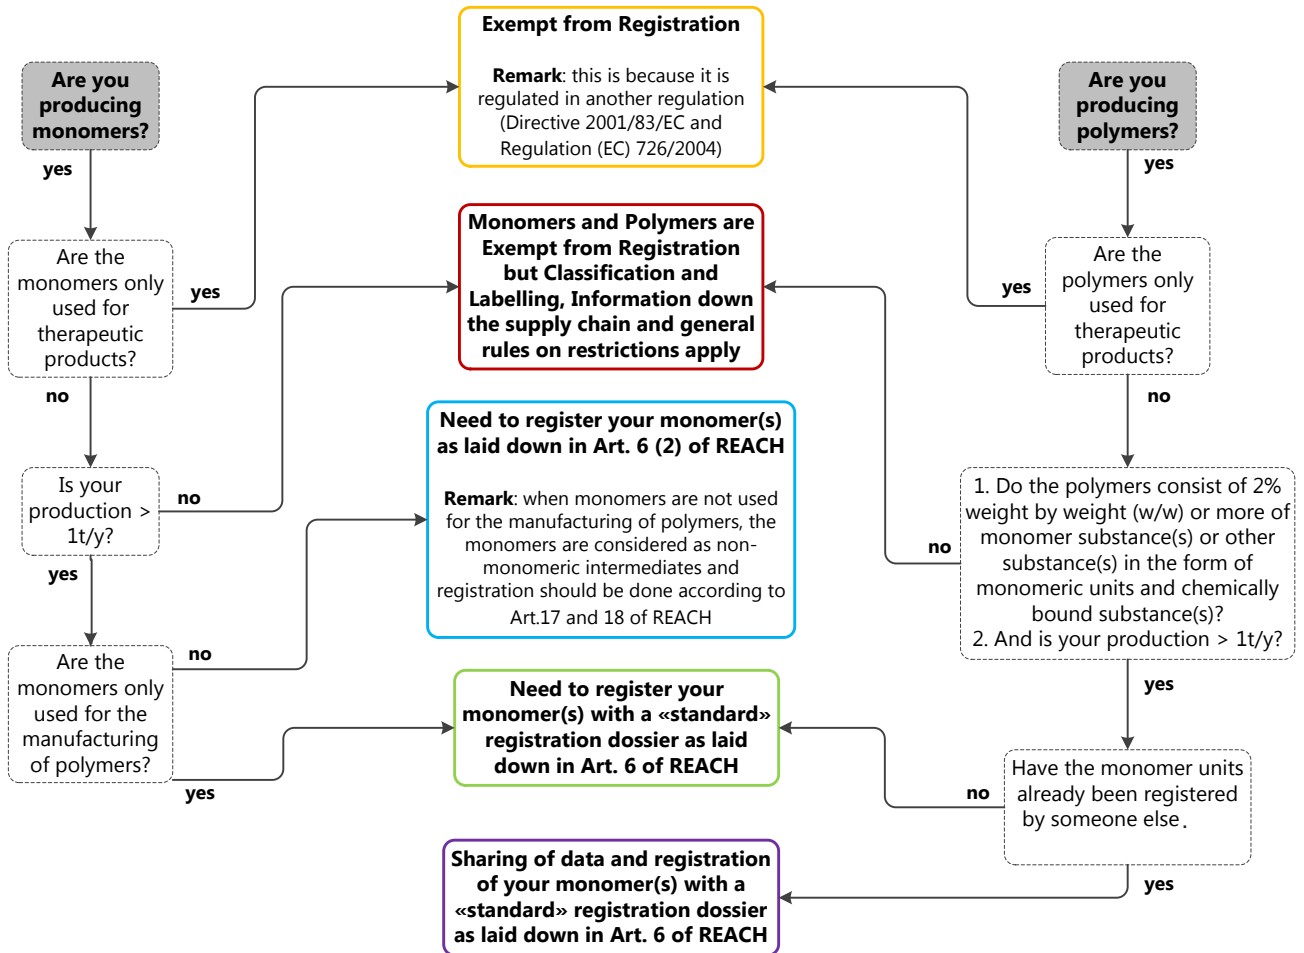 Are you
producing
monomers?
yes
Are the
monomers only
used for
therapeutic
products?
yes
no
Is your
production >
1t/y?
no
yes
Are the
monomers only
used for the
manufacturing
of polymers?
no
yes
Exempt from Registration
Remark: this is because it is
regulated in another regulation
(Directive 2001/83/EC and
Regulation (EC) 726/2004)
Monomers and Polymers are
Exempt from Registration
but Classification and
Labelling, Information down
the supply chain and general
rules on restrictions apply
Need to register your monomer(s)
as laid down in Art. 6 (2) of REACH
Remark: when monomers are not used
for the manufacturing of polymers, the
monomers are considered as non-
monomeric intermediates and
registration should be done according to
Art.17 and 18 of REACH
Need to register your
monomer(s) with a «standard»
registration dossier as laid
down in Art. 6 of REACH
Sharing of data and registration
of your monomer(s) with a
«standard» registration dossier
as laid down in Art. 6 of REACH
Are you
producing
polymers?
yes
Are the
polymers only
used for
therapeutic
products?
yes
no
1. Do the polymers consist of 2%
weight by weight (w/w) or more of
monomer substance(s) or other
substance(s) in the form of
monomeric units and chemically
bound substance(s)?
2. And is your production > 1t/y?
no
yes
Have the monomer units
already been registered
by someone else.
no
yes